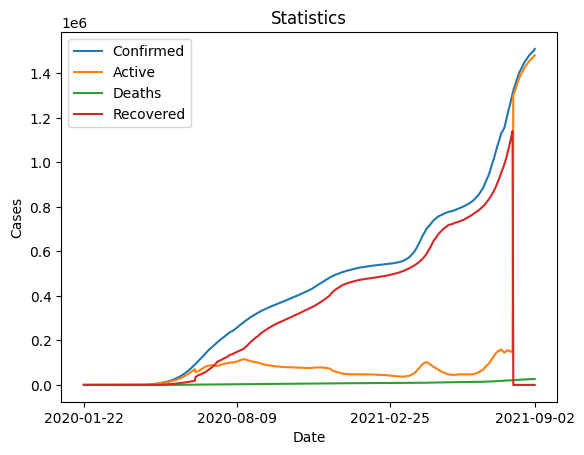 Statistics
1e6
Confirmed
Active
Deaths
Recovered
1.4
1.2
1.0
0.8
0.6
0.4
0.2
0.0
Cases
2020-01-22
2020-08-09
2021-02-25
2021-09-02
Date